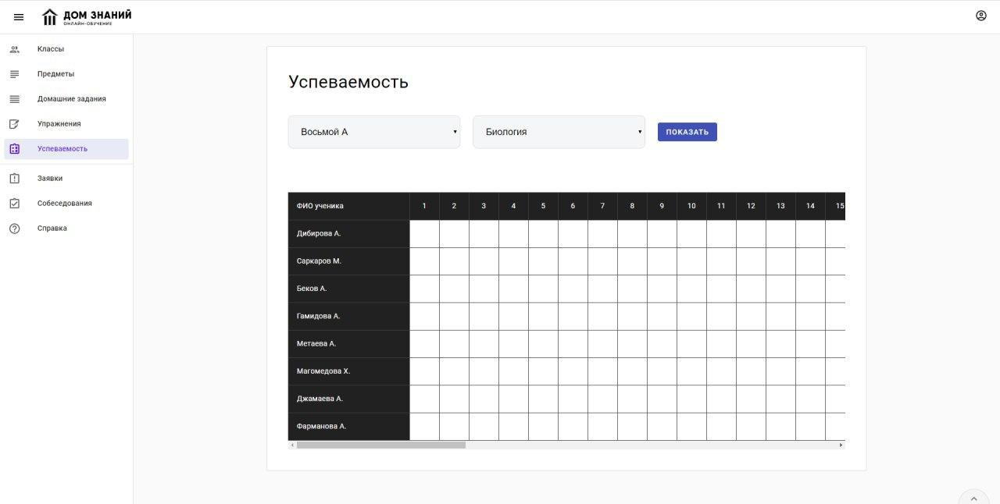 ДОМ ЗНАНИЙ
ОНЛАЙН-ОБУЧЕНИЕ
Классы
Предметы
Домашние задания
Упражнения
Успеваемость
Заявки
Собеседования
Справка
Успеваемость
Восьмой А
Биология
ПОКАЗАТЬ
ФИО ученика 1 2 3 4 5 6 7 8 9 10 11 12 13 14 15
Дибирова А.
Саркаров М.
Беков А.
Гамидова А.
Метаева А.
Магомедова Х.
Джамаева А.
Фарманова А.